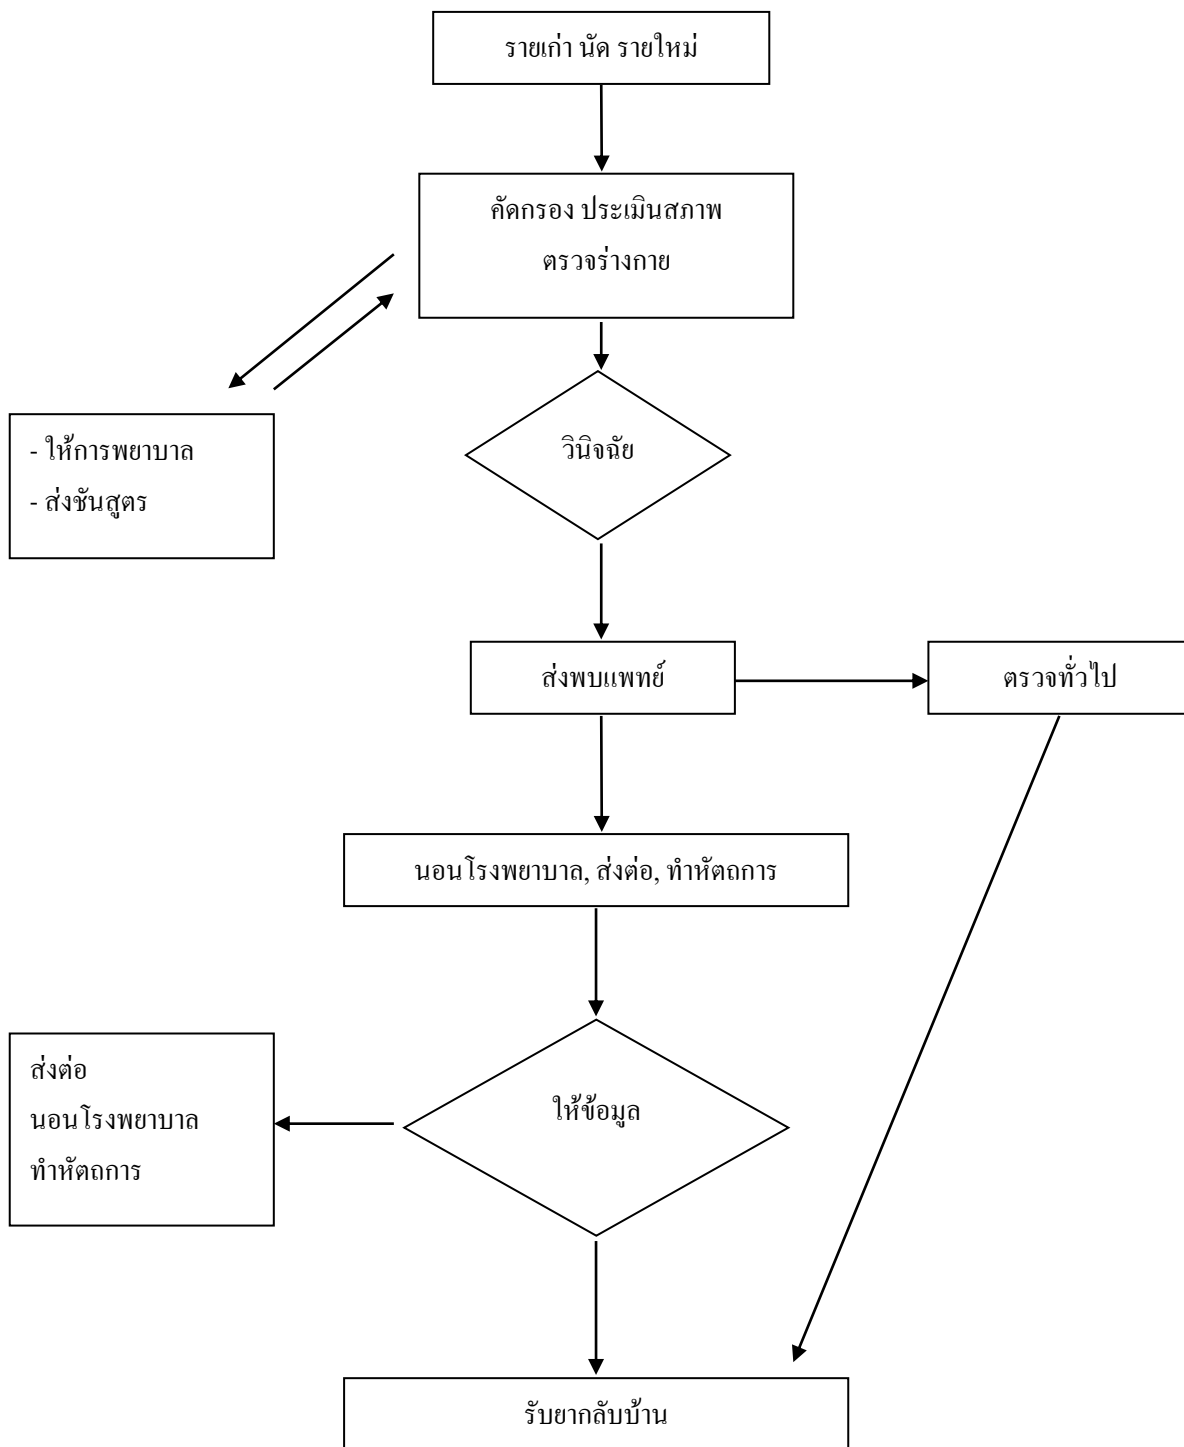 รายเก่า นัด รายใหม่
คัดกรอง ประเมินสภาพ
ตรวจร่างกาย
วินิจฉัย
- ให้การพยาบาล
- ส่งชันสูตร
ส่งพบแพทย์
ตรวจทั่วไป
นอนโรงพยาบาล, ส่งต่อ, ทำหัตถการ
ให้ข้อมูล
ส่งต่อ
นอนโรงพยาบาล
ทำหัตถการ
รับยากลับบ้าน